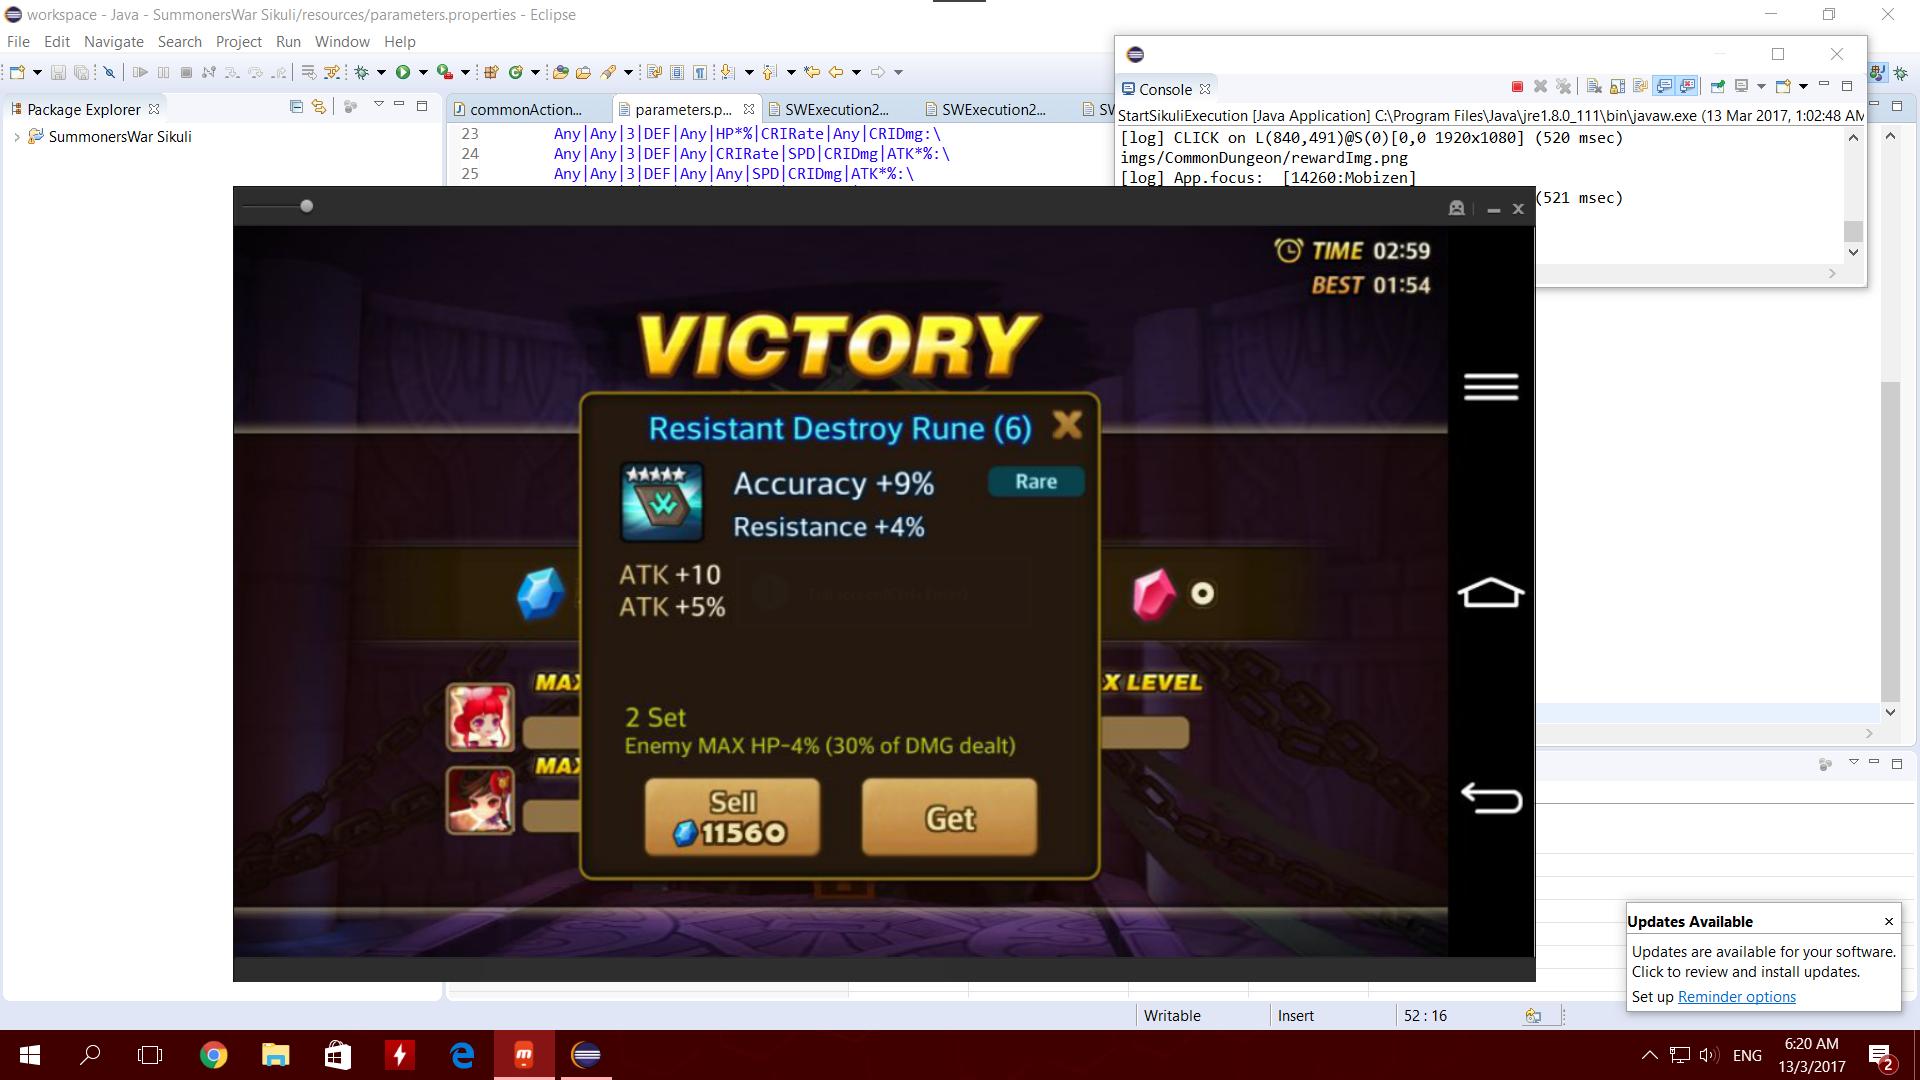 workspace - Java - SummonersWar Sikuli/resources/parameters.properties - Eclipse
File Edit Navigate Search Project Run Window Help
Package Explorer
SummonersWar Sikuli
commonAction...
parameters.p...
SWExecution2...
SWExecution2...
SW
23 Any|Any|3|DEF|Any|HP*%|CRIRate|Any|CRIDmg:\
24 Any|Any|3|DEF|Any|CRIRate|SPD|CRIDmg|ATK*%:\
25 Any|Any|3|DEF|Any|Any|SPD|CRIDmg|ATK*%:\
Console
StartSikuliExecution [Java Application] C:\Program Files\Java\jre1.8.0_111\bin\javaw.exe (13 Mar 2017, 1:02:48 AM
[log] CLICK on L(840,491)@S(0)[0,0 1920x1080] (520 msec)
imgs/CommonDungeon/rewardImg.png
[log] App.focus: [14260:Mobizen]
(521 msec)
TIME 02:59
BEST 01:54
VICTORY
Resistant Destroy Rune (6)
Accuracy +9%
Rare
Resistance +4%
ATK +10
ATK +5%
0
MAX
X LEVEL
MAX
2 Set
Enemy MAX HP-4% (30% of DMG dealt)
Sell
11560
Get
Updates Available
Updates are available for your software.
Click to review and install updates.
Set up Reminder options
Writable
Insert
52 : 16
ENG
6:20 AM
13/3/2017
2